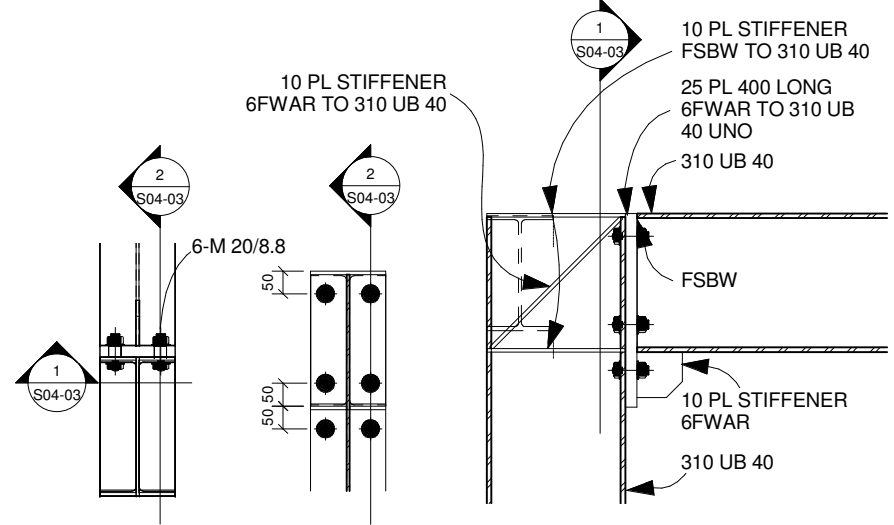 1
S04-03
10 PL STIFFENER
FSBW TO 310 UB 40
10 PL STIFFENER
6FWAR TO 310 UB 40
25 PL 400 LONG
6FWAR TO 310 UB
40 UNO
310 UB 40
2
S04-03
2
S04-03
6-M 20/8.8
50
FSBW
1
S04-03
50
50
10 PL STIFFENER
6FWAR
310 UB 40